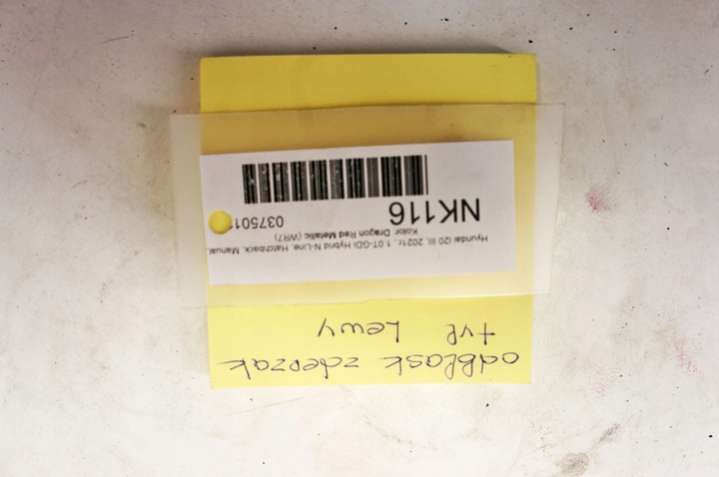 odBlask zderzak
tył Lewy
Hyundai i20 III, 2021r., 1.0T-GDI Hybrid N-Line, Hatchback, Manual,
Kolor: Dragon Red Metallic (WR7)
NK116 037501